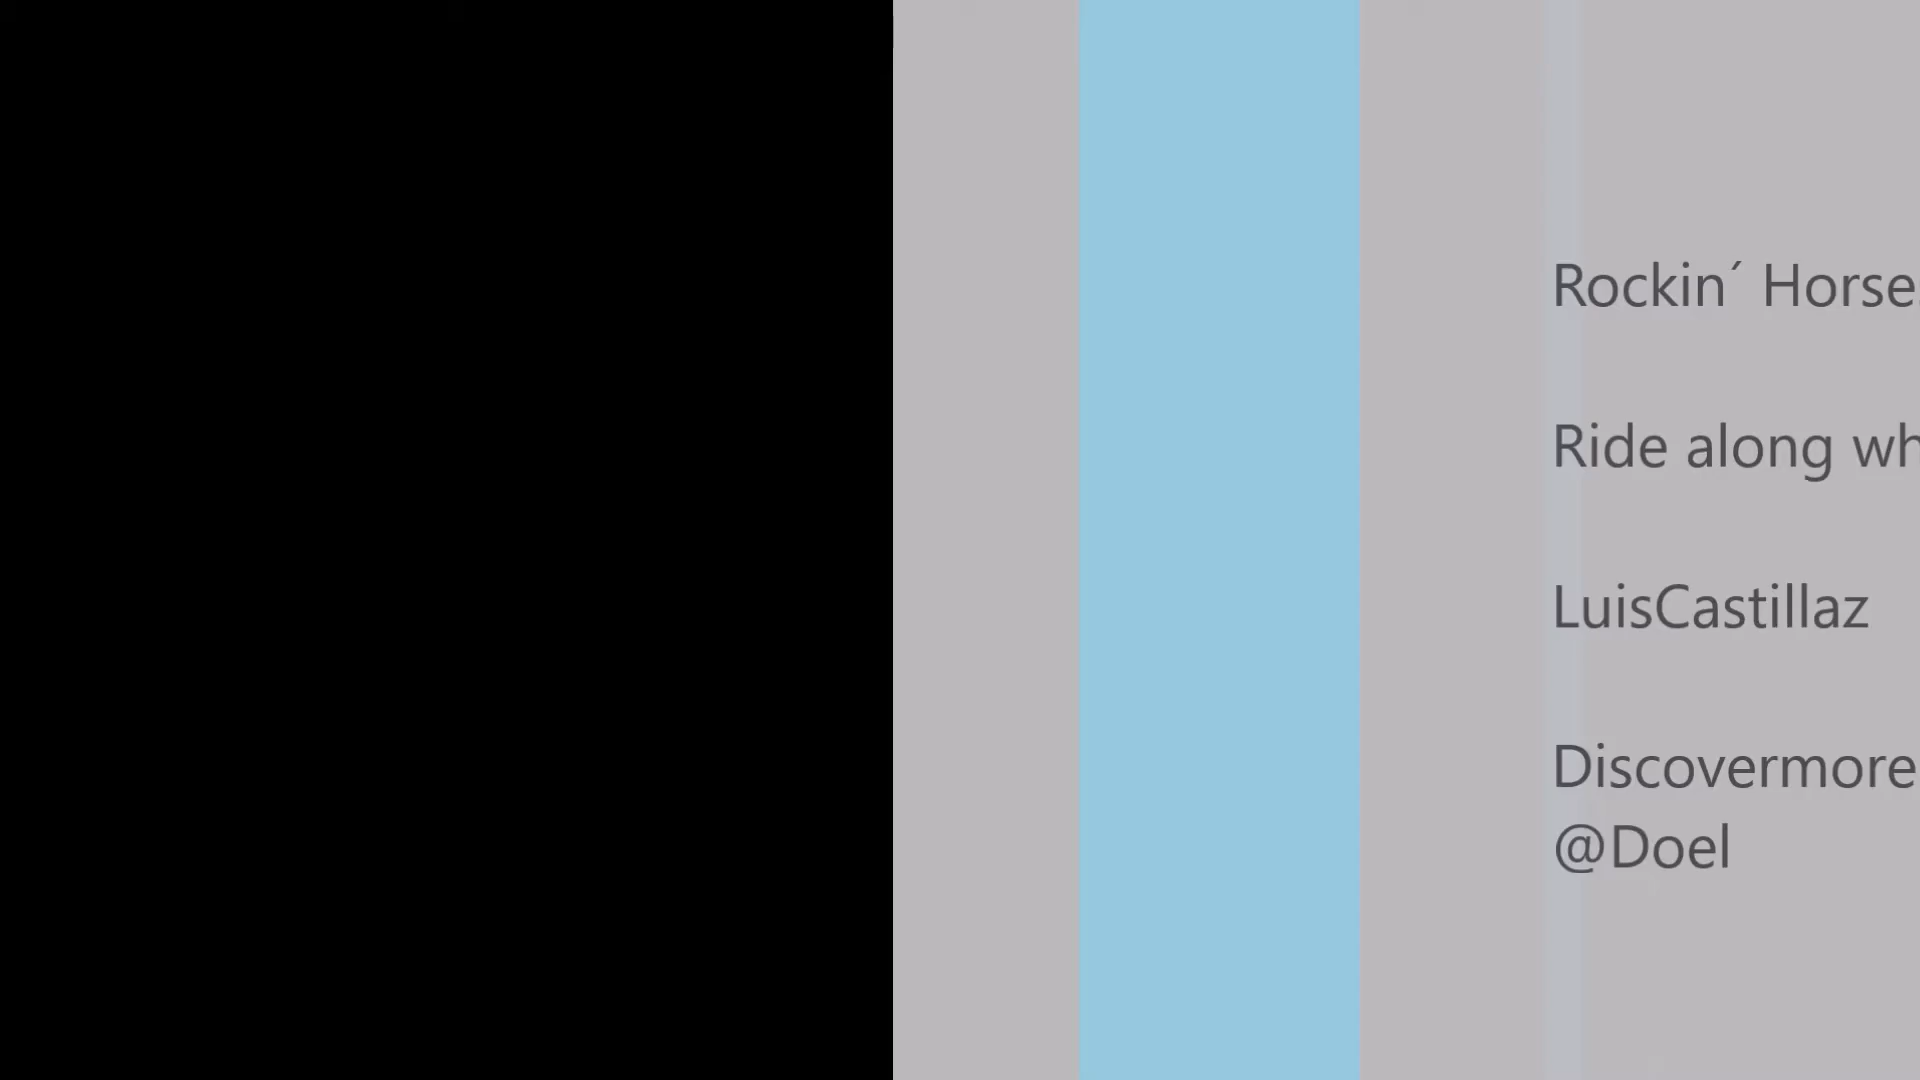 Rockin´ Horse
Ride along wh
LuisCastillaz
Discovermore
@Doel